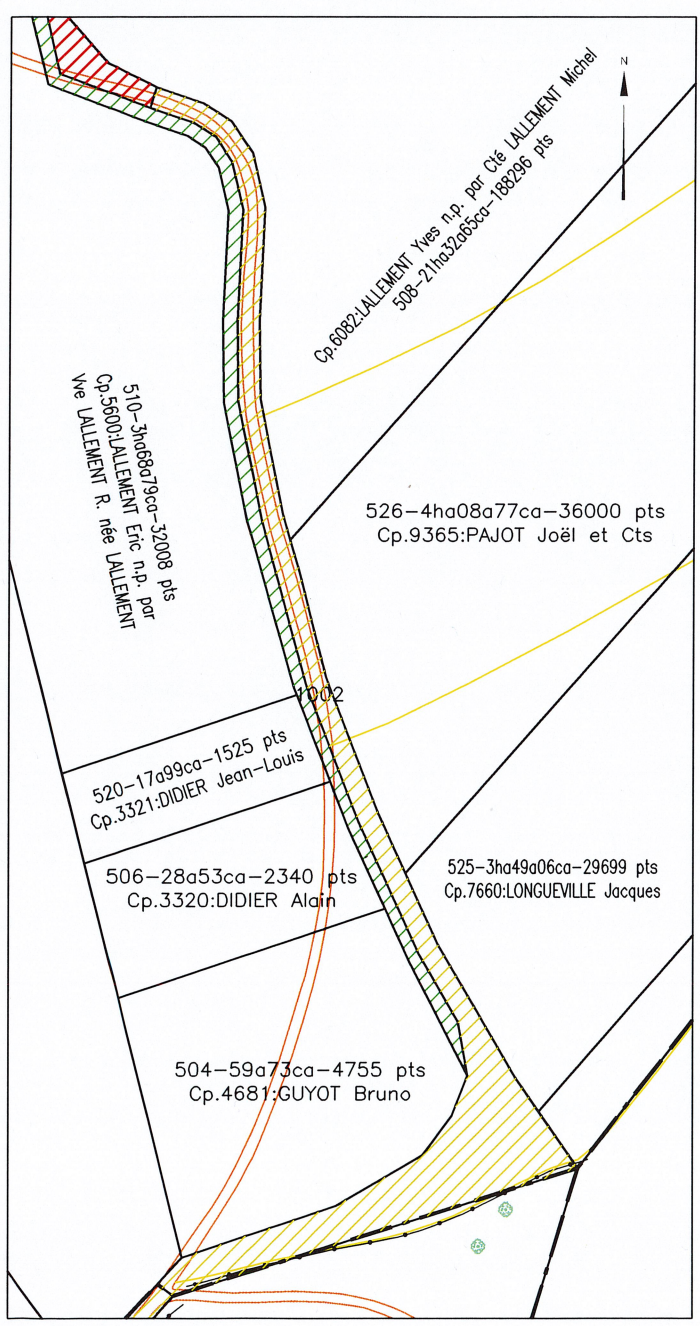 N
Cp.6082:LALLEMENT Yves n.p. par Cté LALLEMENT Michel
508-21ha32a65ca-188296 pts
510-3ha68a79ca-32008 pts
Cp.5600:LALLEMENT Eric n.p. par
Vve LALLEMENT R. née LALLEMENT
526-4ha08a77ca-36000 pts
Cp.9365:PAJOT Joël et Cts
1002
520-17a99ca-1525 pts
Cp.3321:DIDIER Jean-Louis
506-28a53ca-2340 pts
Cp.3320:DIDIER Alain
525-3ha49a06ca-29699 pts
Cp.7660:LONGUEVILLE Jacques
504-59a73ca-4755 pts
Cp.4681:GUYOT Bruno